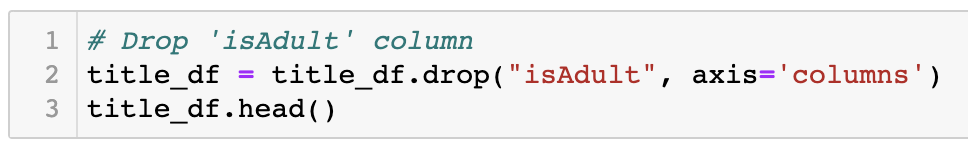 1 # Drop 'isAdult' column
2 title_df = title_df.drop("isAdult", axis='columns')
3 title_df.head()